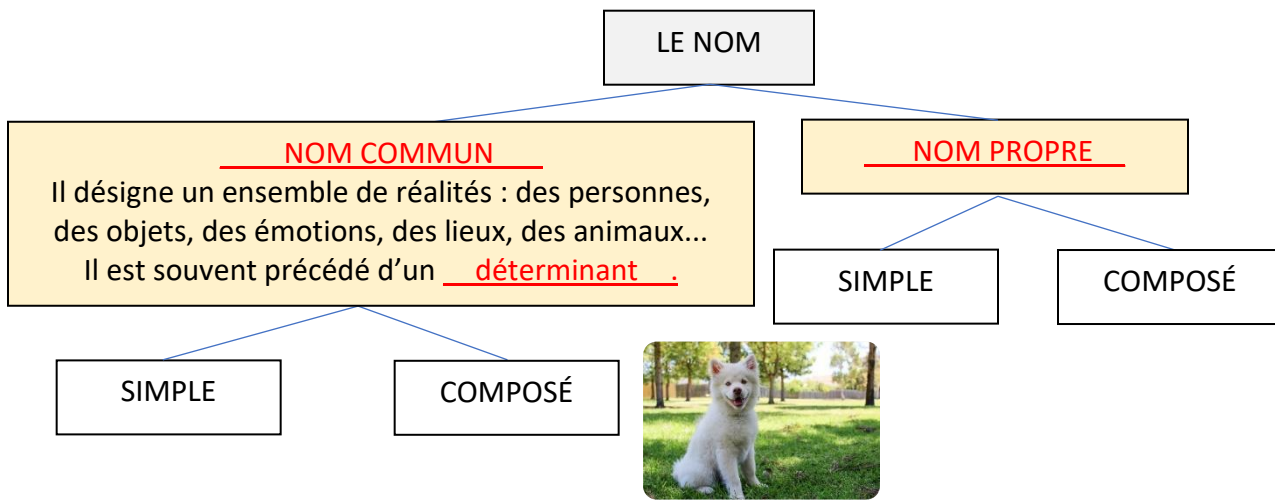 LE NOM
NOM COMMUN
Il désigne un ensemble de réalités : des personnes,
des objets, des émotions, des lieux, des animaux...
Il est souvent précédé d’un déterminant .
NOM PROPRE
SIMPLE
COMPOSÉ
SIMPLE
COMPOSÉ